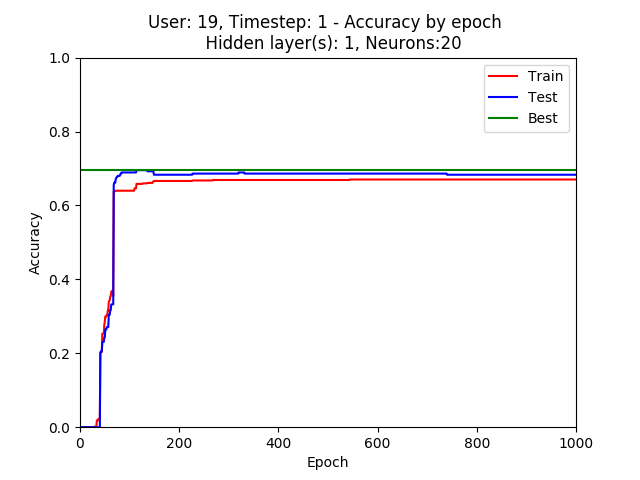 User: 19, Timestep: 1 - Accuracy by epoch
Hidden layer(s): 1, Neurons:20
1.0
0.8
0.6
0.4
0.2
0.0
Accuracy
Train
Test
Best
0 200 400 600 800 1000
Epoch